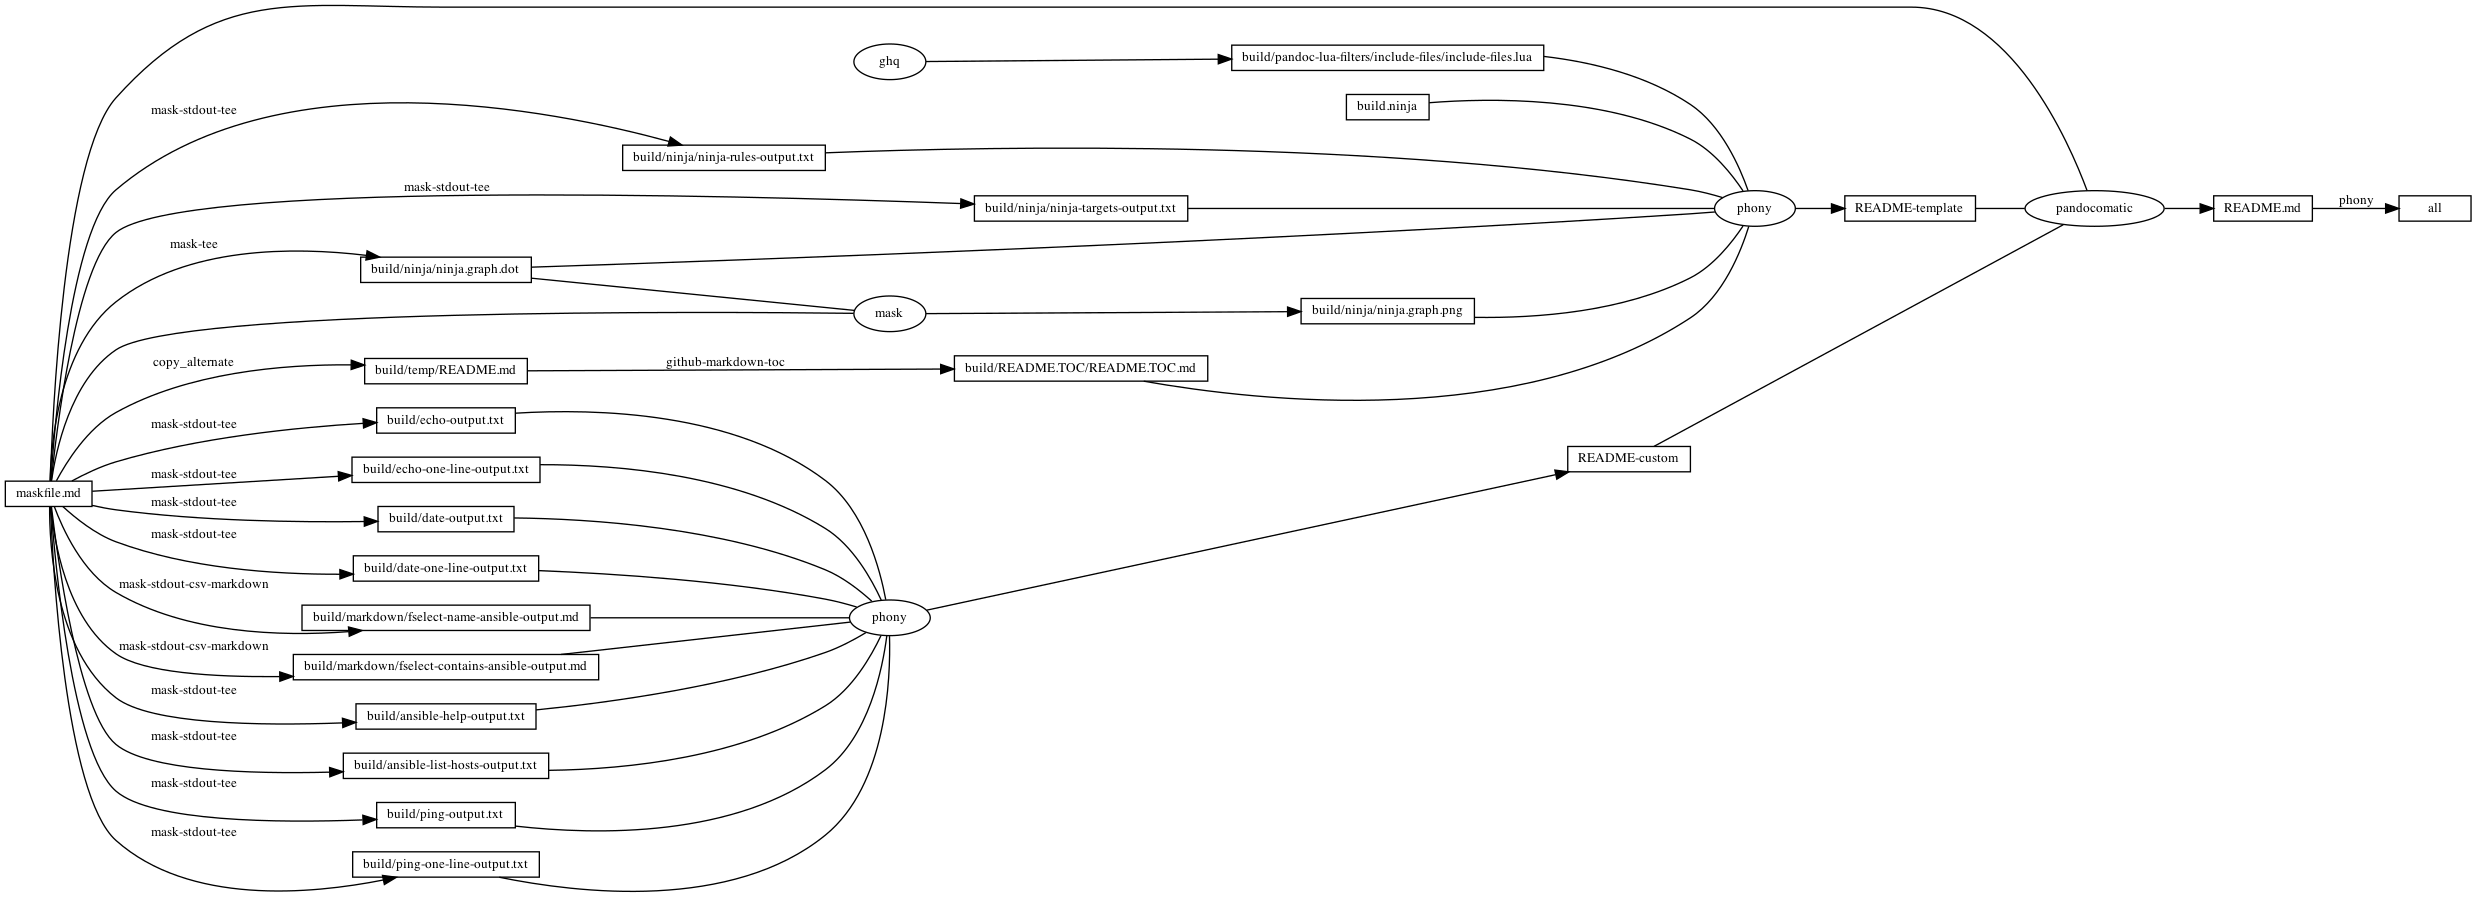 ghq
build/pandoc-lua-filters/include-files/include-files.lua
build.ninja
mask-stdout-tee
build/ninja/ninja-rules-output.txt
mask-stdout-tee
build/ninja/ninja-targets-output.txt
phony
README-template
pandocomatic
README.md
phony
all
mask-tee
build/ninja/ninja.graph.dot
mask
build/ninja/ninja.graph.png
copy_alternate
build/temp/README.md
github-markdown-toc
build/README.TOC/README.TOC.md
mask-stdout-tee
build/echo-output.txt
README-custom
mask-stdout-tee
build/echo-one-line-output.txt
maskfile.md
mask-stdout-tee
build/date-output.txt
mask-stdout-tee
build/date-one-line-output.txt
mask-stdout-csv-markdown
build/markdown/fselect-name-ansible-output.md
phony
mask-stdout-csv-markdown
build/markdown/fselect-contains-ansible-output.md
mask-stdout-tee
build/ansible-help-output.txt
mask-stdout-tee
build/ansible-list-hosts-output.txt
mask-stdout-tee
build/ping-output.txt
mask-stdout-tee
build/ping-one-line-output.txt